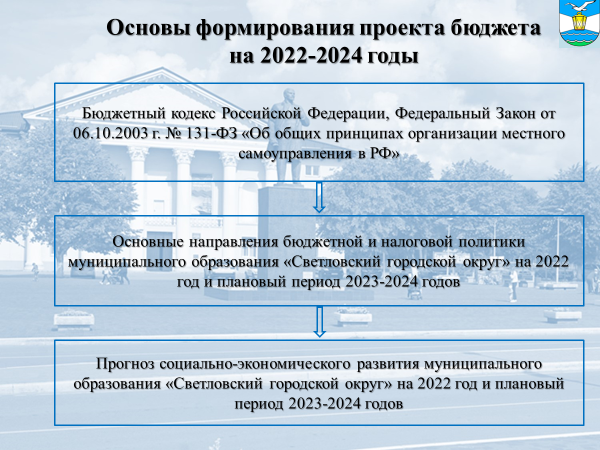 Основы формирования проекта бюджета
на 2022-2024 годы
Бюджетный кодекс Российской Федерации, Федеральный Закон от
06.10.2003 г. № 131-ФЗ «Об общих принципах организации местного
самоуправления в РФ»
Основные направления бюджетной и налоговой политики
муниципального образования «Светловский городской округ» на 2022
год и плановый период 2023-2024 годов
Прогноз социально-экономического развития муниципального
образования «Светловский городской округ» на 2022 год и плановый
период 2023-2024 годов